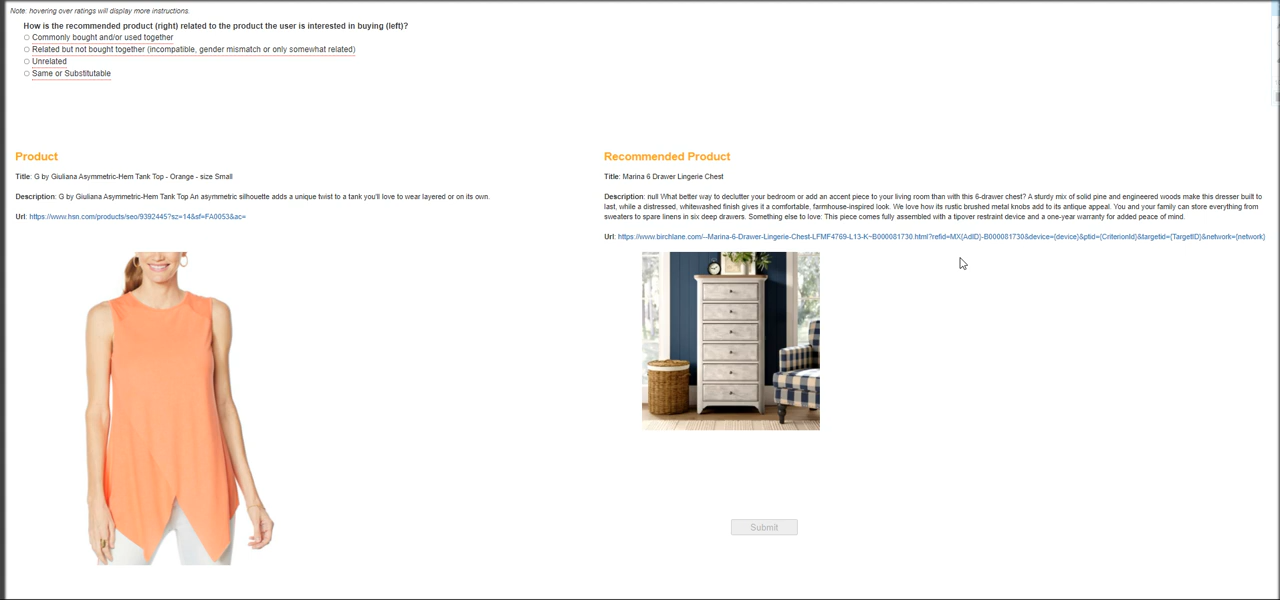 Note: hovering over ratings will display more instructions.
How is the recommended product (right) related to the product the user is interested in buying (left)?
Commonly bought and/or used together
Related but not bought together (incompatible, gender mismatch or only somewhat related)
Unrelated
Same or Substitutable
Product
Title: G by Giuliana Asymmetric-Hem Tank Top - Orange - size Small
Description: G by Giuliana Asymmetric-Hem Tank Top An asymmetric silhouette adds a unique twist to a tank you'll love to wear layered or on its own.
Url: https://www.hsn.com/products/seo/9392445?sz=14&sf=FA0053&ac=
Recommended Product
Title: Marina 6 Drawer Lingerie Chest
Description: null What better way to declutter your bedroom or add an accent piece to your living room than with this 6-drawer chest? A sturdy mix of solid pine and engineered woods make this dresser built to
last, while a distressed, whitewashed finish gives it a comfortable, farmhouse-inspired look. We love how its rustic brushed metal knobs add to its antique appeal. You and your family can store everything from
sweaters to spare linens in six deep drawers. Something else to love: This piece comes fully assembled with a tipover restraint device and a one-year warranty for added peace of mind.
Url: https://www.birchlane.com/--Marina-6-Drawer-Lingerie-Chest-LFMF4769-L13-K~B000081730.html?refid=MX{AdID}-B000081730&device={device}&ptid={CriterionId}&targetid={TargetID}&network={network}
Submit